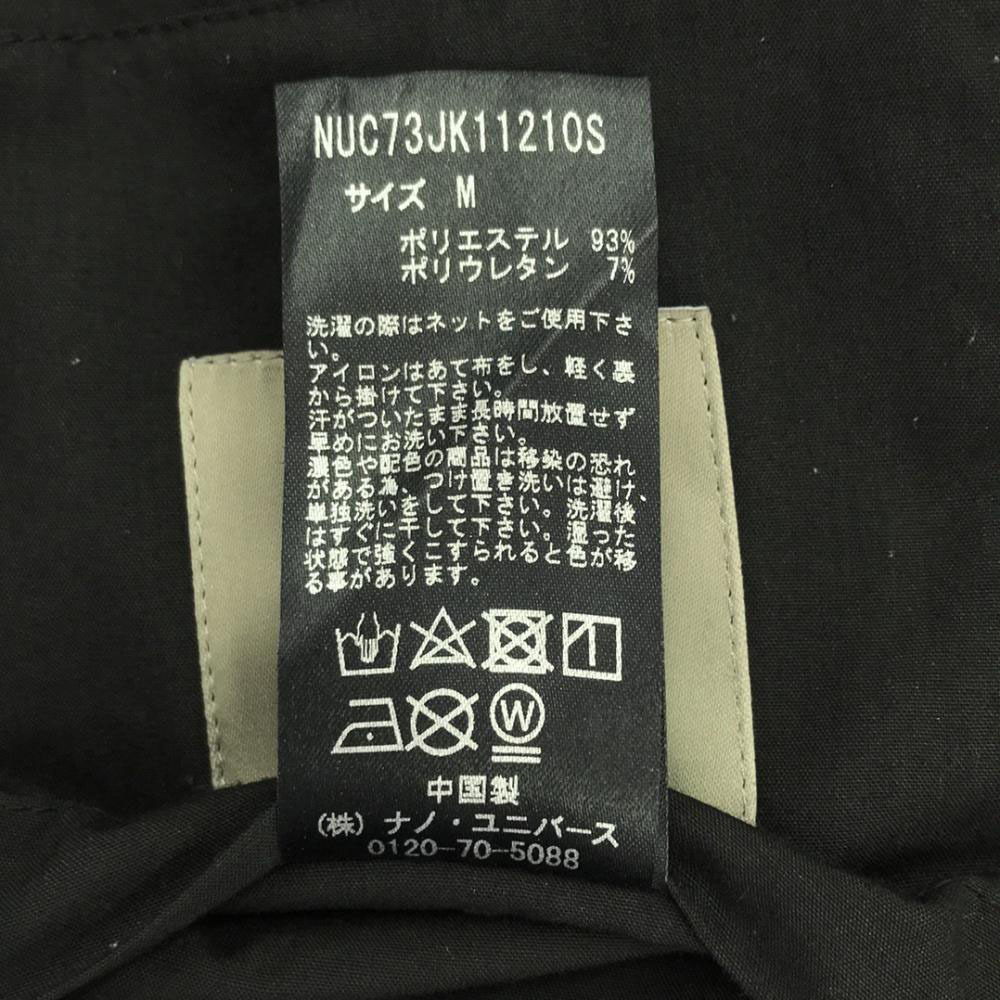 NUC73JK11210S
サイズ M
ポリエステル 93%
ポリウレタン 7%
洗濯の際はネットをご使用下さ
い。
アイロンはあて布をし、軽く裏
から掛けて下さい。
汗がついたまま長時間放置せず
早めにお洗い下さい。
濃色や配色の商品は移染の恐れ
がある為、つけ置き洗いは避け、
単独洗いをして下さい。洗濯後
はすぐに干して下さい。湿った
状態で強くこすられると色が移
る事があります。
W
中国製
(株) ナノ・ユニバース
0120-70-5088